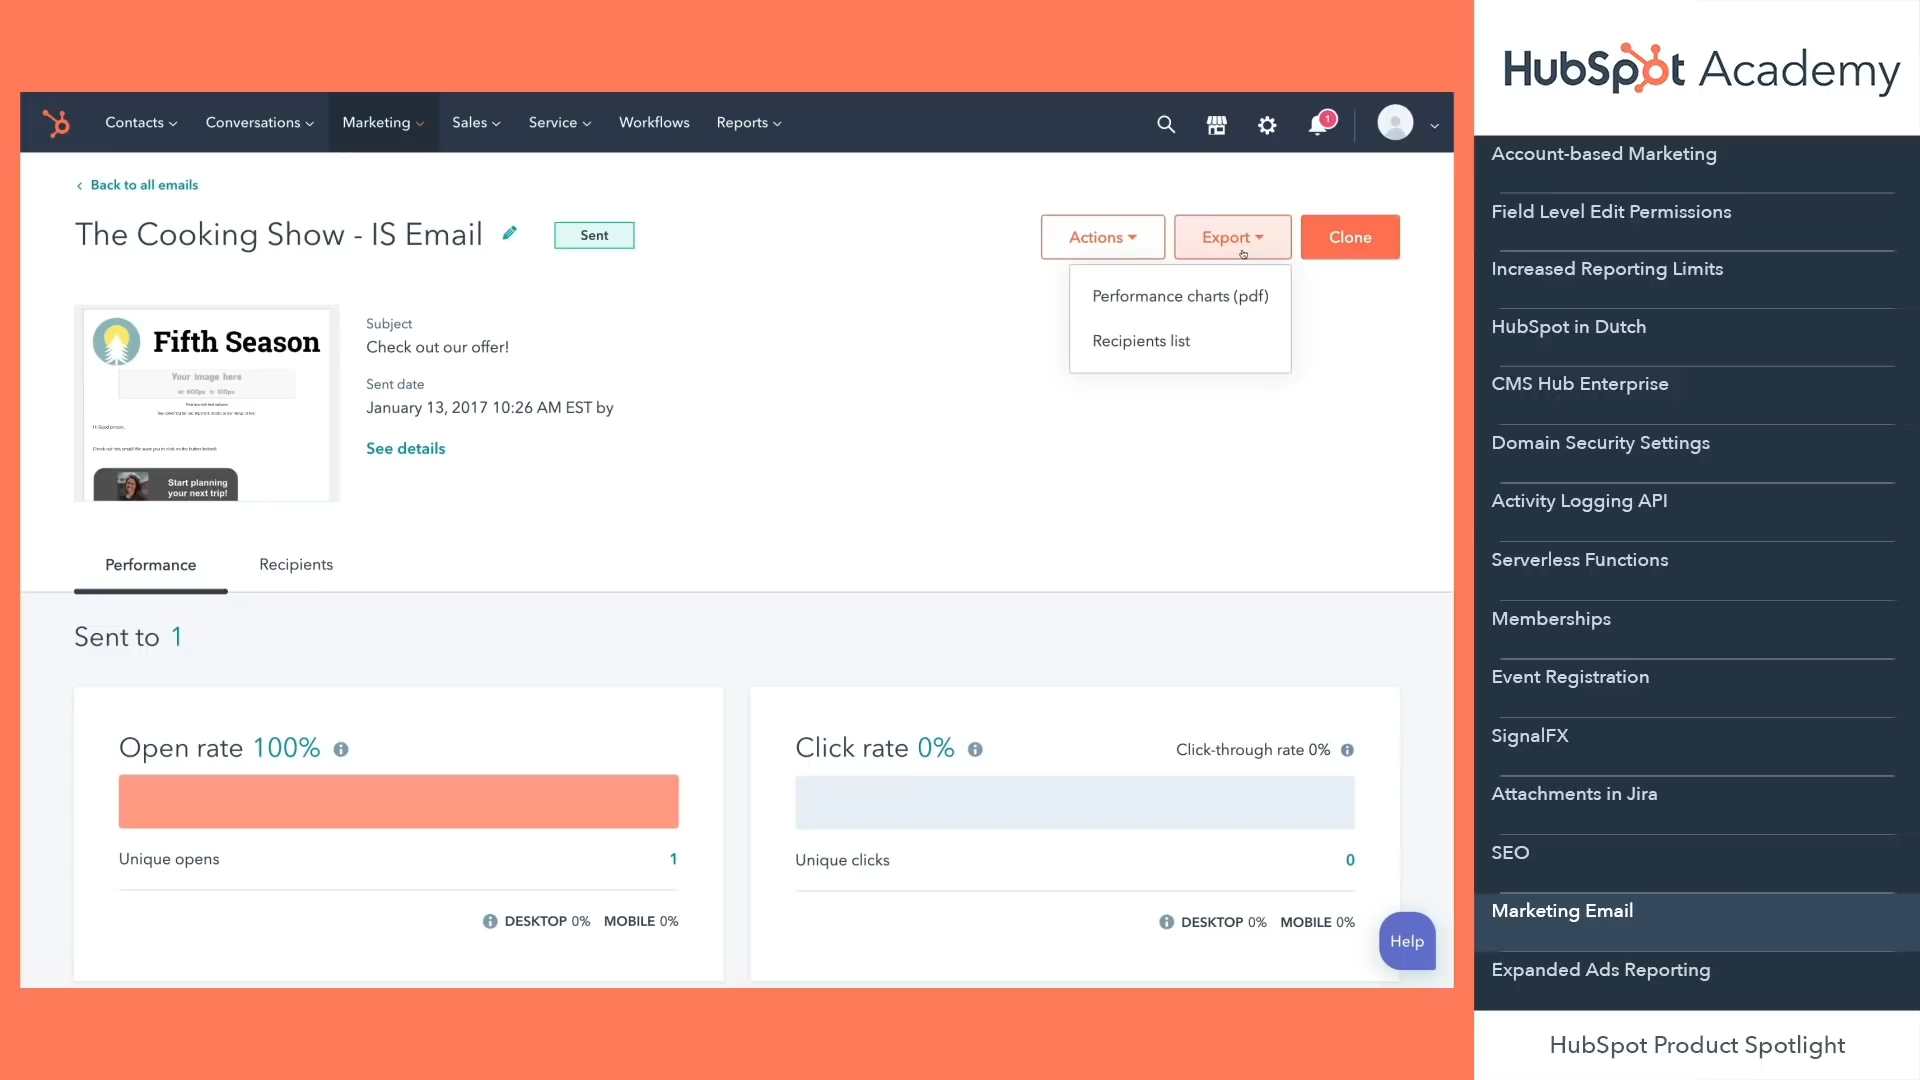 HubSpot Academy
Contacts
Conversations
Marketing
Sales
Service
Workflows
Reports
1
Back to all emails
The Cooking Show - IS Email
Sent
Actions
Export
Clone
Performance charts (pdf)
Recipients list
Fifth Season
Your image here
w: 600px h: 100px
Start planning
your next trip!
Subject
Check out our offer!
Sent date
January 13, 2017 10:26 AM EST by
See details
Performance
Recipients
Sent to 1
Open rate 100%
Unique opens 1
DESKTOP 0% MOBILE 0%
Click rate 0%
Click-through rate 0%
Unique clicks 0
DESKTOP 0% MOBILE 0%
Help
Account-based Marketing
Field Level Edit Permissions
Increased Reporting Limits
HubSpot in Dutch
CMS Hub Enterprise
Domain Security Settings
Activity Logging API
Serverless Functions
Memberships
Event Registration
SignalFX
Attachments in Jira
SEO
Marketing Email
Expanded Ads Reporting
HubSpot Product Spotlight